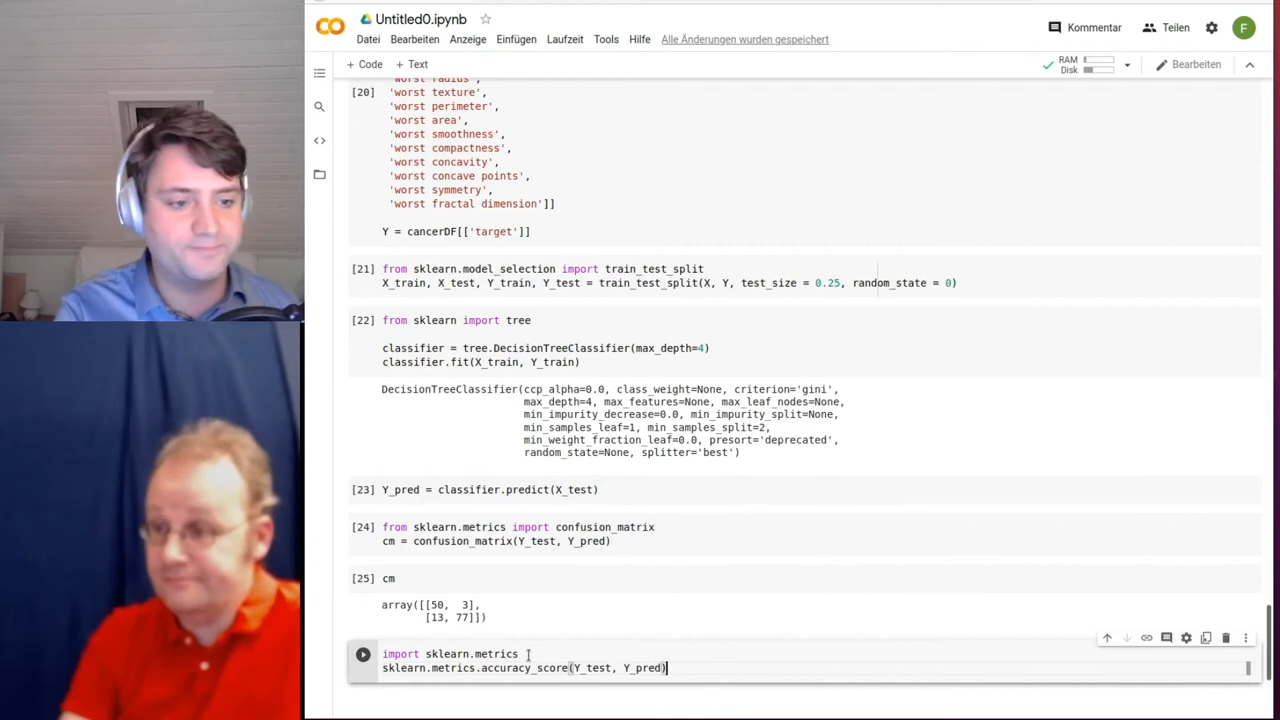 Untitled0.ipynb
Kommentar
Teilen
F
Datei Bearbeiten Anzeige Einfügen Laufzeit Tools Hilfe Alle Änderungen wurden gespeichert
+ Code + Text
RAM
Disk
Bearbeiten
'worst radius',
[20] 'worst texture',
'worst perimeter',
'worst area',
'worst smoothness',
'worst compactness',
'worst concavity',
'worst concave points',
'worst symmetry',
'worst fractal dimension']]
Y = cancerDF[['target']]
[21] from sklearn.model_selection import train_test_split
X_train, X_test, Y_train, Y_test = train_test_split(X, Y, test_size = 0.25, random_state = 0)
[22] from sklearn import tree
classifier = tree.DecisionTreeClassifier(max_depth=4)
classifier.fit(X_train, Y_train)
DecisionTreeClassifier(ccp_alpha=0.0, class_weight=None, criterion='gini',
max_depth=4, max_features=None, max_leaf_nodes=None,
min_impurity_decrease=0.0, min_impurity_split=None,
min_samples_leaf=1, min_samples_split=2,
min_weight_fraction_leaf=0.0, presort='deprecated',
random_state=None, splitter='best')
[23] Y_pred = classifier.predict(X_test)
[24] from sklearn.metrics import confusion_matrix
cm = confusion_matrix(Y_test, Y_pred)
[25] cm
array([[50, 3],
[13, 77]])
import sklearn.metrics
sklearn.metrics.accuracy_score(Y_test, Y_pred)